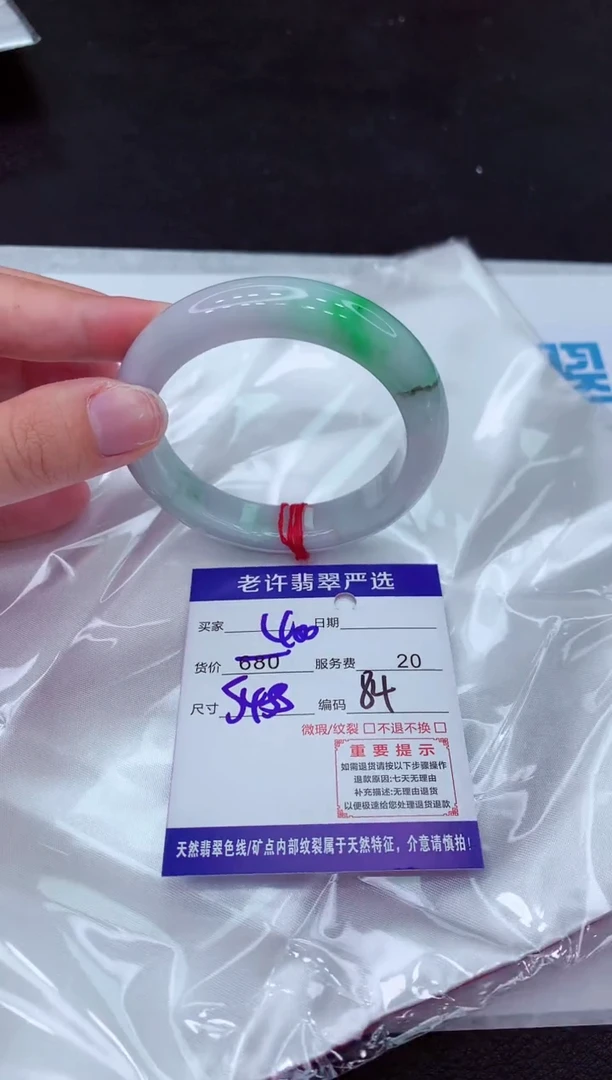 老许翡翠严选
买家 日期
400
货价 680 服务费 20
尺寸 编码 84
微瑕/纹裂 不退不换
重要提示
如需退货请按以下步骤操作
退款原因:七天无理由
补充描述:无理由退货
以便极速给您处理退货退款
天然翡翠色线/矿点内部纹裂属于天然特征，介意请慎拍!